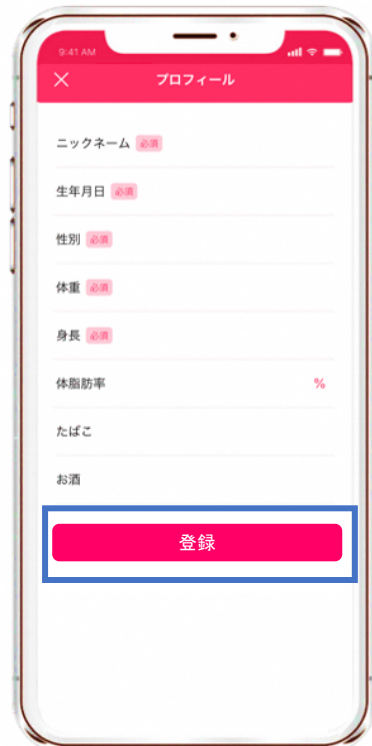 9:41 AM
プロフィール
ニックネーム 必須
生年月日 必須
性別 必須
体重 必須
身長 必須
体脂肪率 %
たばこ
お酒
登録